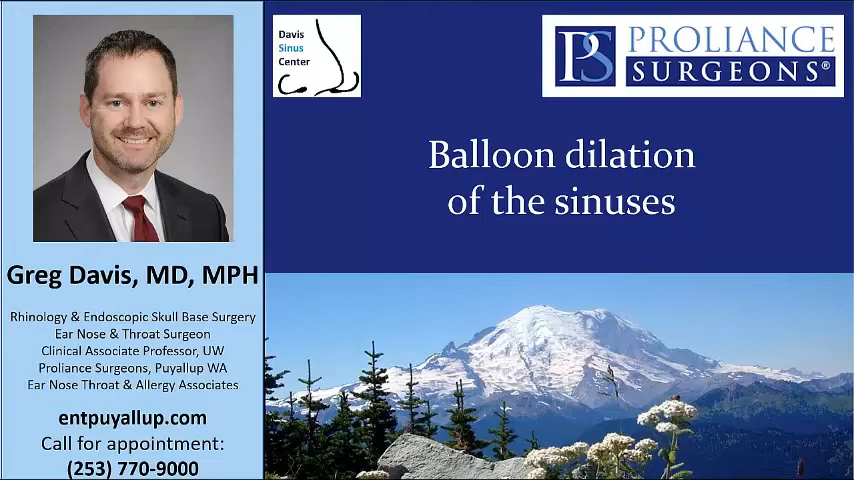 Davis
Sinus
Center
PS PROLIANCE
SURGEONS®
Balloon dilation
of the sinuses
Greg Davis, MD, MPH
Rhinology & Endoscopic Skull Base Surgery
Ear Nose & Throat Surgeon
Clinical Associate Professor, UW
Proliance Surgeons, Puyallup WA
Ear Nose Throat & Allergy Associates
entpuyallup.com
Call for appointment:
(253) 770-9000